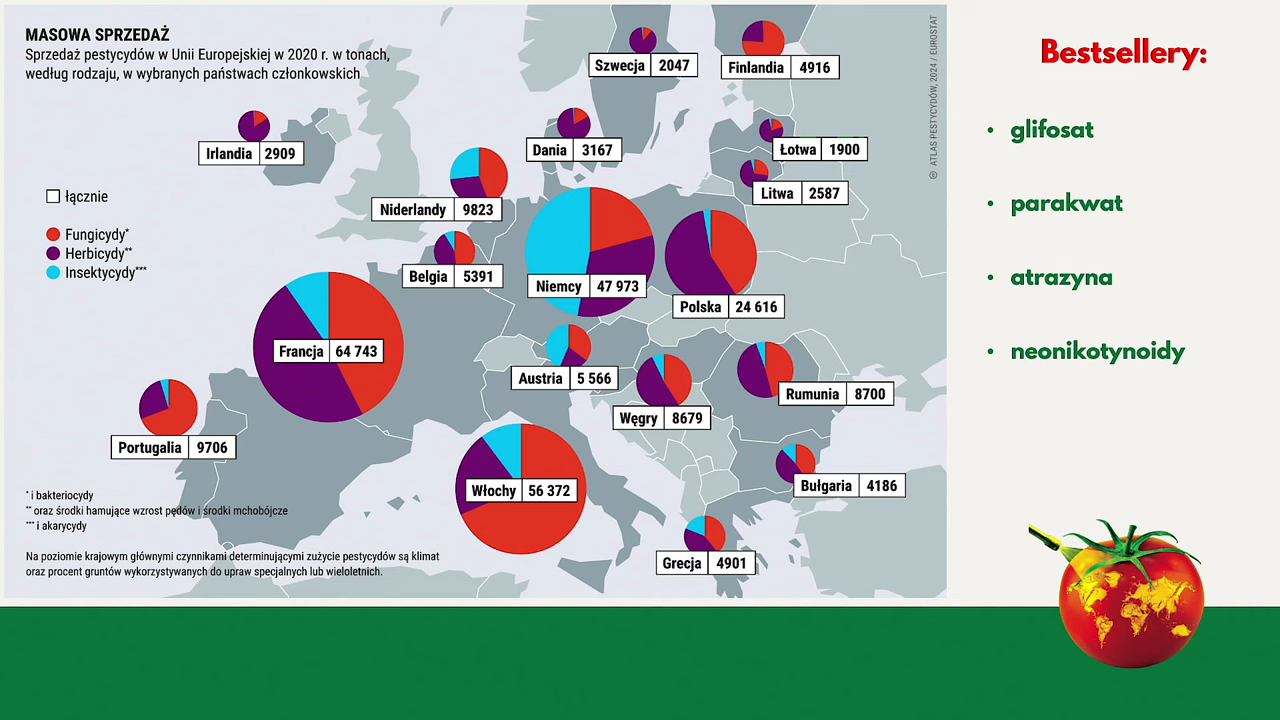 MASOWA SPRZEDAŻ
Sprzedaż pestycydów w Unii Europejskiej w 2020 r. w tonach,
według rodzaju, w wybranych państwach członkowskich
Szwecja 2047
Finlandia 4916
Irlandia 2909
Dania 3167
Łotwa 1900
Litwa 2587
Niderlandy 9823
Belgia 5391
Niemcy 47 973
Polska 24 616
Francja 64 743
Austria 5 566
Węgry 8679
Rumunia 8700
Portugalia 9706
Włochy 56 372
Bułgaria 4186
Grecja 4901
łącznie
Fungicydy*
Herbicydy**
Insektycydy***
* i bakteriocydy
** oraz środki hamujące wzrost pędów i środki mchobójcze
*** i akarycydy
Na poziomie krajowym głównymi czynnikami determinującymi zużycie pestycydów są klimat
oraz procent gruntów wykorzystywanych do upraw specjalnych lub wieloletnich.
© ATLAS PESTYCYDÓW, 2024 / EUROSTAT
Bestsellery:
• glifosat
• parakwat
• atrazyna
• neonikotynoidy